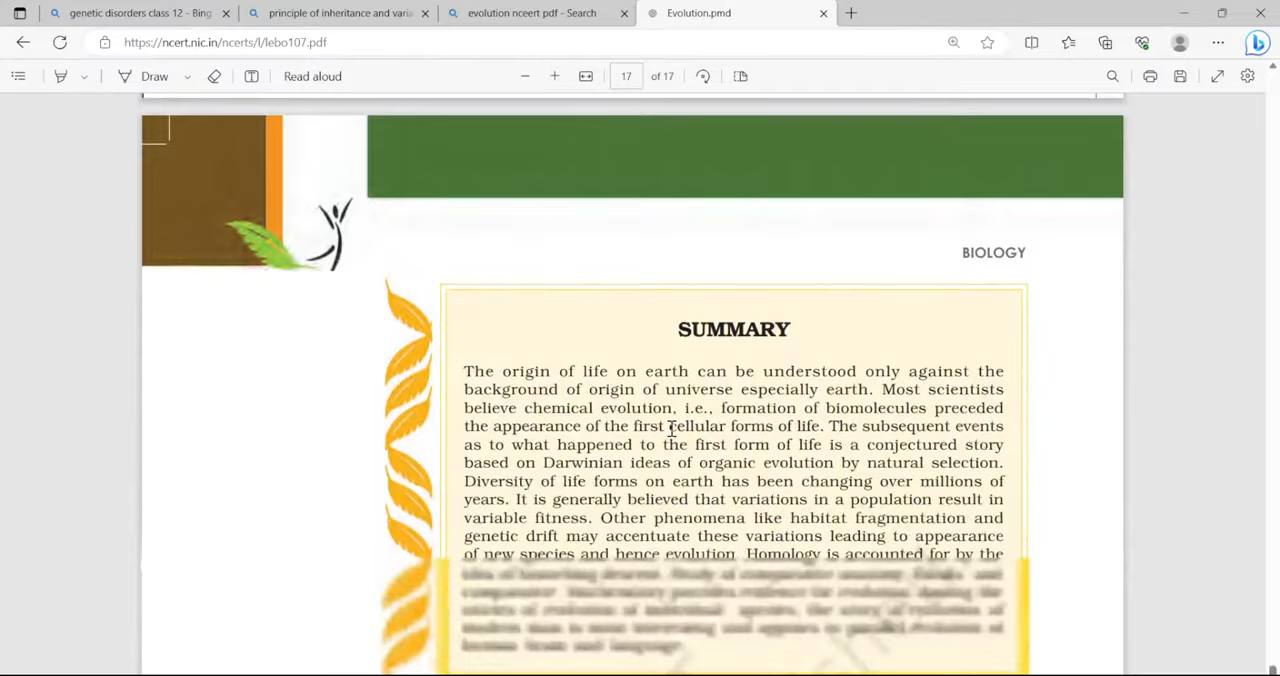 genetic disorders class 12 - Bing
principle of inheritance and varia
evolution nceert pdf - Search
Evolution.pmd
https://ncert.nic.in/ncerts/l/lebo107.pdf
Draw
Read aloud
17
of 17
BIOLOGY
SUMMARY
The origin of life on earth can be understood only against the
background of origin of universe especially earth. Most scientists
believe chemical evolution, i.e., formation of biomolecules preceded
the appearance of the first cellular forms of life. The subsequent events
as to what happened to the first form of life is a conjectured story
based on Darwinian ideas of organic evolution by natural selection.
Diversity of life forms on earth has been changing over millions of
years. It is generally believed that variations in a population result in
variable fitness. Other phenomena like habitat fragmentation and
genetic drift may accentuate these variations leading to appearance
of new species and hence evolution. Homology is accounted for by the